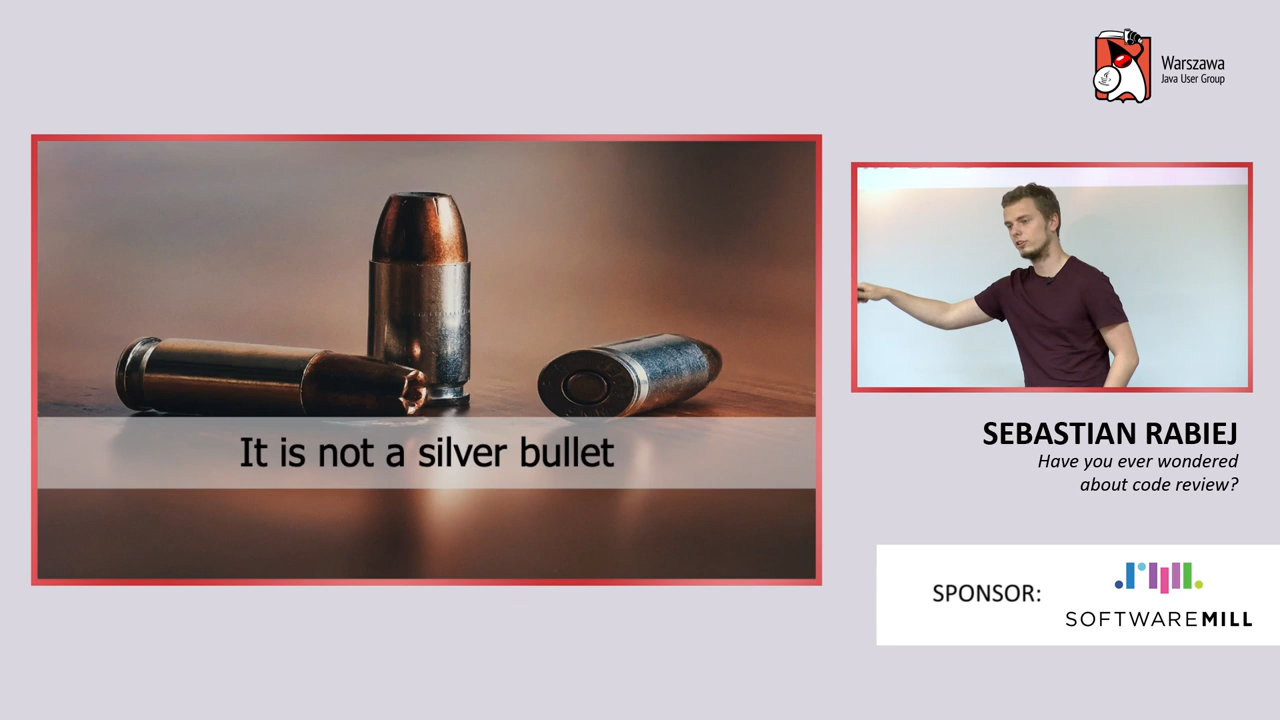 Warszawa
Java User Group
It is not a silver bullet
SEBASTIAN RABIEJ
Have you ever wondered
about code review?
SPONSOR:
SOFTWAREMILL